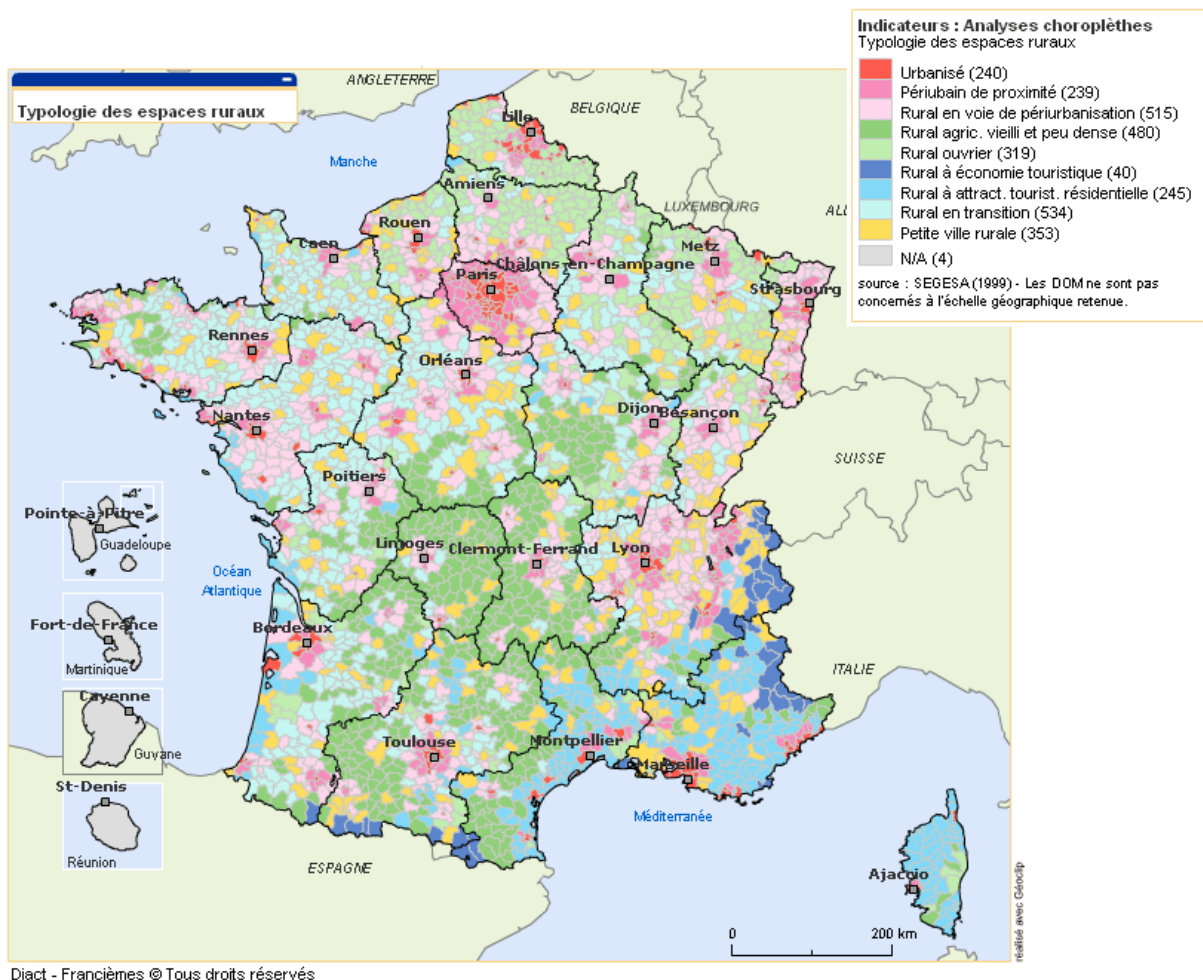 Indicateurs : Analyses choroplèthes
Typologie des espaces ruraux
Urbanisé (240)
Périubain de proximité (239)
Rural en voie de périurbanisation (515)
Rural agric. vieilli et peu dense (480)
Rural ouvrier (319)
Rural à économie touristique (40)
Rural à attract. tourist. résidentielle (245)
Rural en transition (534)
Petite ville rurale (353)
N/A (4)
source : SEGESA (1999) - Les DOM ne sont pas
concernés à l'échelle géographique retenue.
Typologie des espaces ruraux
ANGLETERRE
BELGIQUE
Lille
Manche
Amiens
LUXEMBOURG
ALL
Rouen
Caen
Metz
Châlons-en-Champagne
Paris
Strasbourg
Rennes
Orléans
Nantes
Dijon
Besançon
SUISSE
Poitiers
Pointe-à-Pitre
Guadeloupe
Limoges
Clermont-Ferrand
Lyon
Océan
Atlantique
Fort-de-France
Bordeaux
Martinique
ITALIE
Cayenne
Guyane
Toulouse
Montpellier
Marseille
St-Denis
Méditerranée
Réunion
ESPAGNE
Ajaccio
0
200 km
réalisé avec Géoclip
Diact - Francièmes © Tous droits réservés